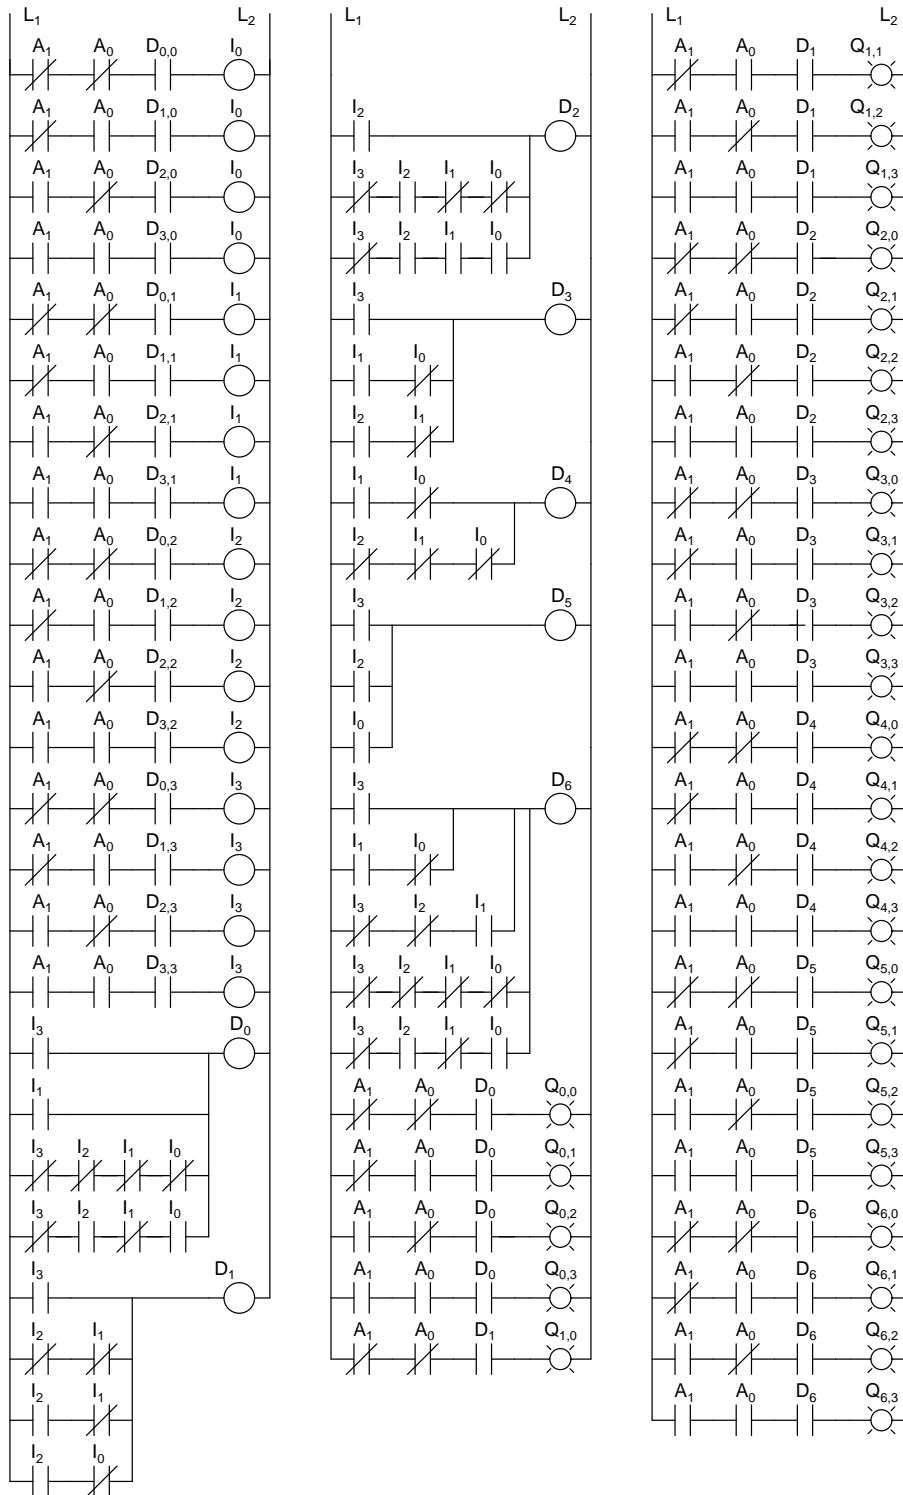 L₁ L₂
A₁ A₀ D₀,₀ I₀
A₁ A₀ D₁,₀ I₀
A₁ A₀ D₂,₀ I₀
A₁ A₀ D₃,₀ I₀
A₁ A₀ D₀,₁ I₁
A₁ A₀ D₁,₁ I₁
A₁ A₀ D₂,₁ I₁
A₁ A₀ D₃,₁ I₁
A₁ A₀ D₀,₂ I₂
A₁ A₀ D₁,₂ I₂
A₁ A₀ D₂,₂ I₂
A₁ A₀ D₃,₂ I₂
A₁ A₀ D₀,₃ I₃
A₁ A₀ D₁,₃ I₃
A₁ A₀ D₂,₃ I₃
A₁ A₀ D₃,₃ I₃
I₃ D₀
I₁
I₃ I₂ I₁ I₀
I₃ I₂ I₁ I₀
I₃ D₁
I₂ I₁
I₂ I₁
I₂ I₀
L₁ L₂
I₂ D₂
I₃ I₂ I₁ I₀
I₃ I₂ I₁ I₀
I₃ D₃
I₁ I₀
I₂ I₁
I₁ I₀ D₄
I₂ I₁ I₀
I₃ D₅
I₂
I₀
I₃ D₆
I₁ I₀
I₃ I₂ I₁
I₃ I₂ I₁ I₀
I₃ I₂ I₁ I₀
A₁ A₀ D₀ Q₀,₀
A₁ A₀ D₀ Q₀,₁
A₁ A₀ D₀ Q₀,₂
A₁ A₀ D₀ Q₀,₃
A₁ A₀ D₁ Q₁,₀
L₁ L₂
A₁ A₀ D₁ Q₁,₁
A₁ A₀ D₁ Q₁,₂
A₁ A₀ D₁ Q₁,₃
A₁ A₀ D₂ Q₂,₀
A₁ A₀ D₂ Q₂,₁
A₁ A₀ D₂ Q₂,₂
A₁ A₀ D₂ Q₂,₃
A₁ A₀ D₃ Q₃,₀
A₁ A₀ D₃ Q₃,₁
A₁ A₀ D₃ Q₃,₂
A₁ A₀ D₃ Q₃,₃
A₁ A₀ D₄ Q₄,₀
A₁ A₀ D₄ Q₄,₁
A₁ A₀ D₄ Q₄,₂
A₁ A₀ D₄ Q₄,₃
A₁ A₀ D₅ Q₅,₀
A₁ A₀ D₅ Q₅,₁
A₁ A₀ D₅ Q₅,₂
A₁ A₀ D₅ Q₅,₃
A₁ A₀ D₆ Q₆,₀
A₁ A₀ D₆ Q₆,₁
A₁ A₀ D₆ Q₆,₂
A₁ A₀ D₆ Q₆,₃